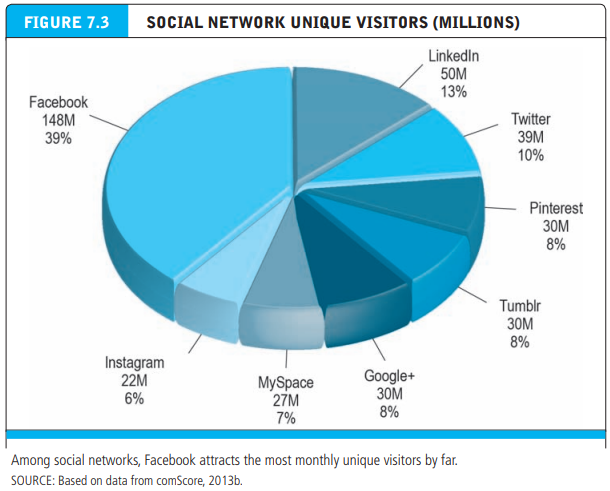 FIGURE 7.3
SOCIAL NETWORK UNIQUE VISITORS (MILLIONS)
LinkedIn
50M
13%
Facebook
148M
39%
Twitter
39M
10%
Pinterest
30M
8%
Tumblr
30M
8%
Google+
30M
8%
MySpace
27M
7%
Instagram
22M
6%
Among social networks, Facebook attracts the most monthly unique visitors by far.
SOURCE: Based on data from comScore, 2013b.